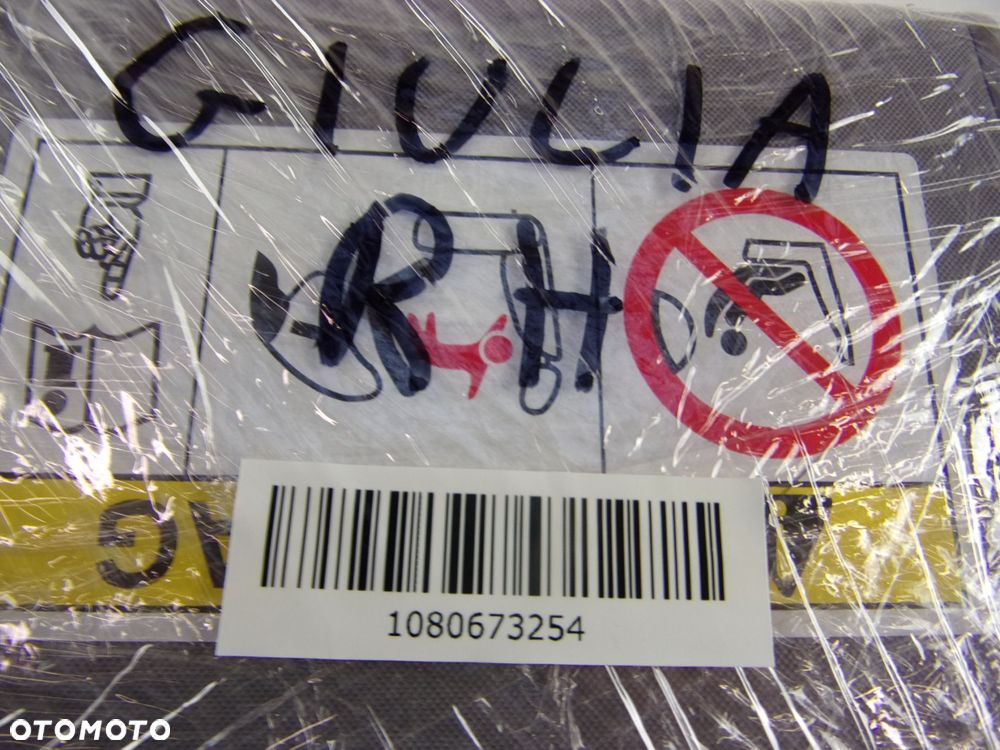 GIULIA
RH
1080673254
OTOMOTO